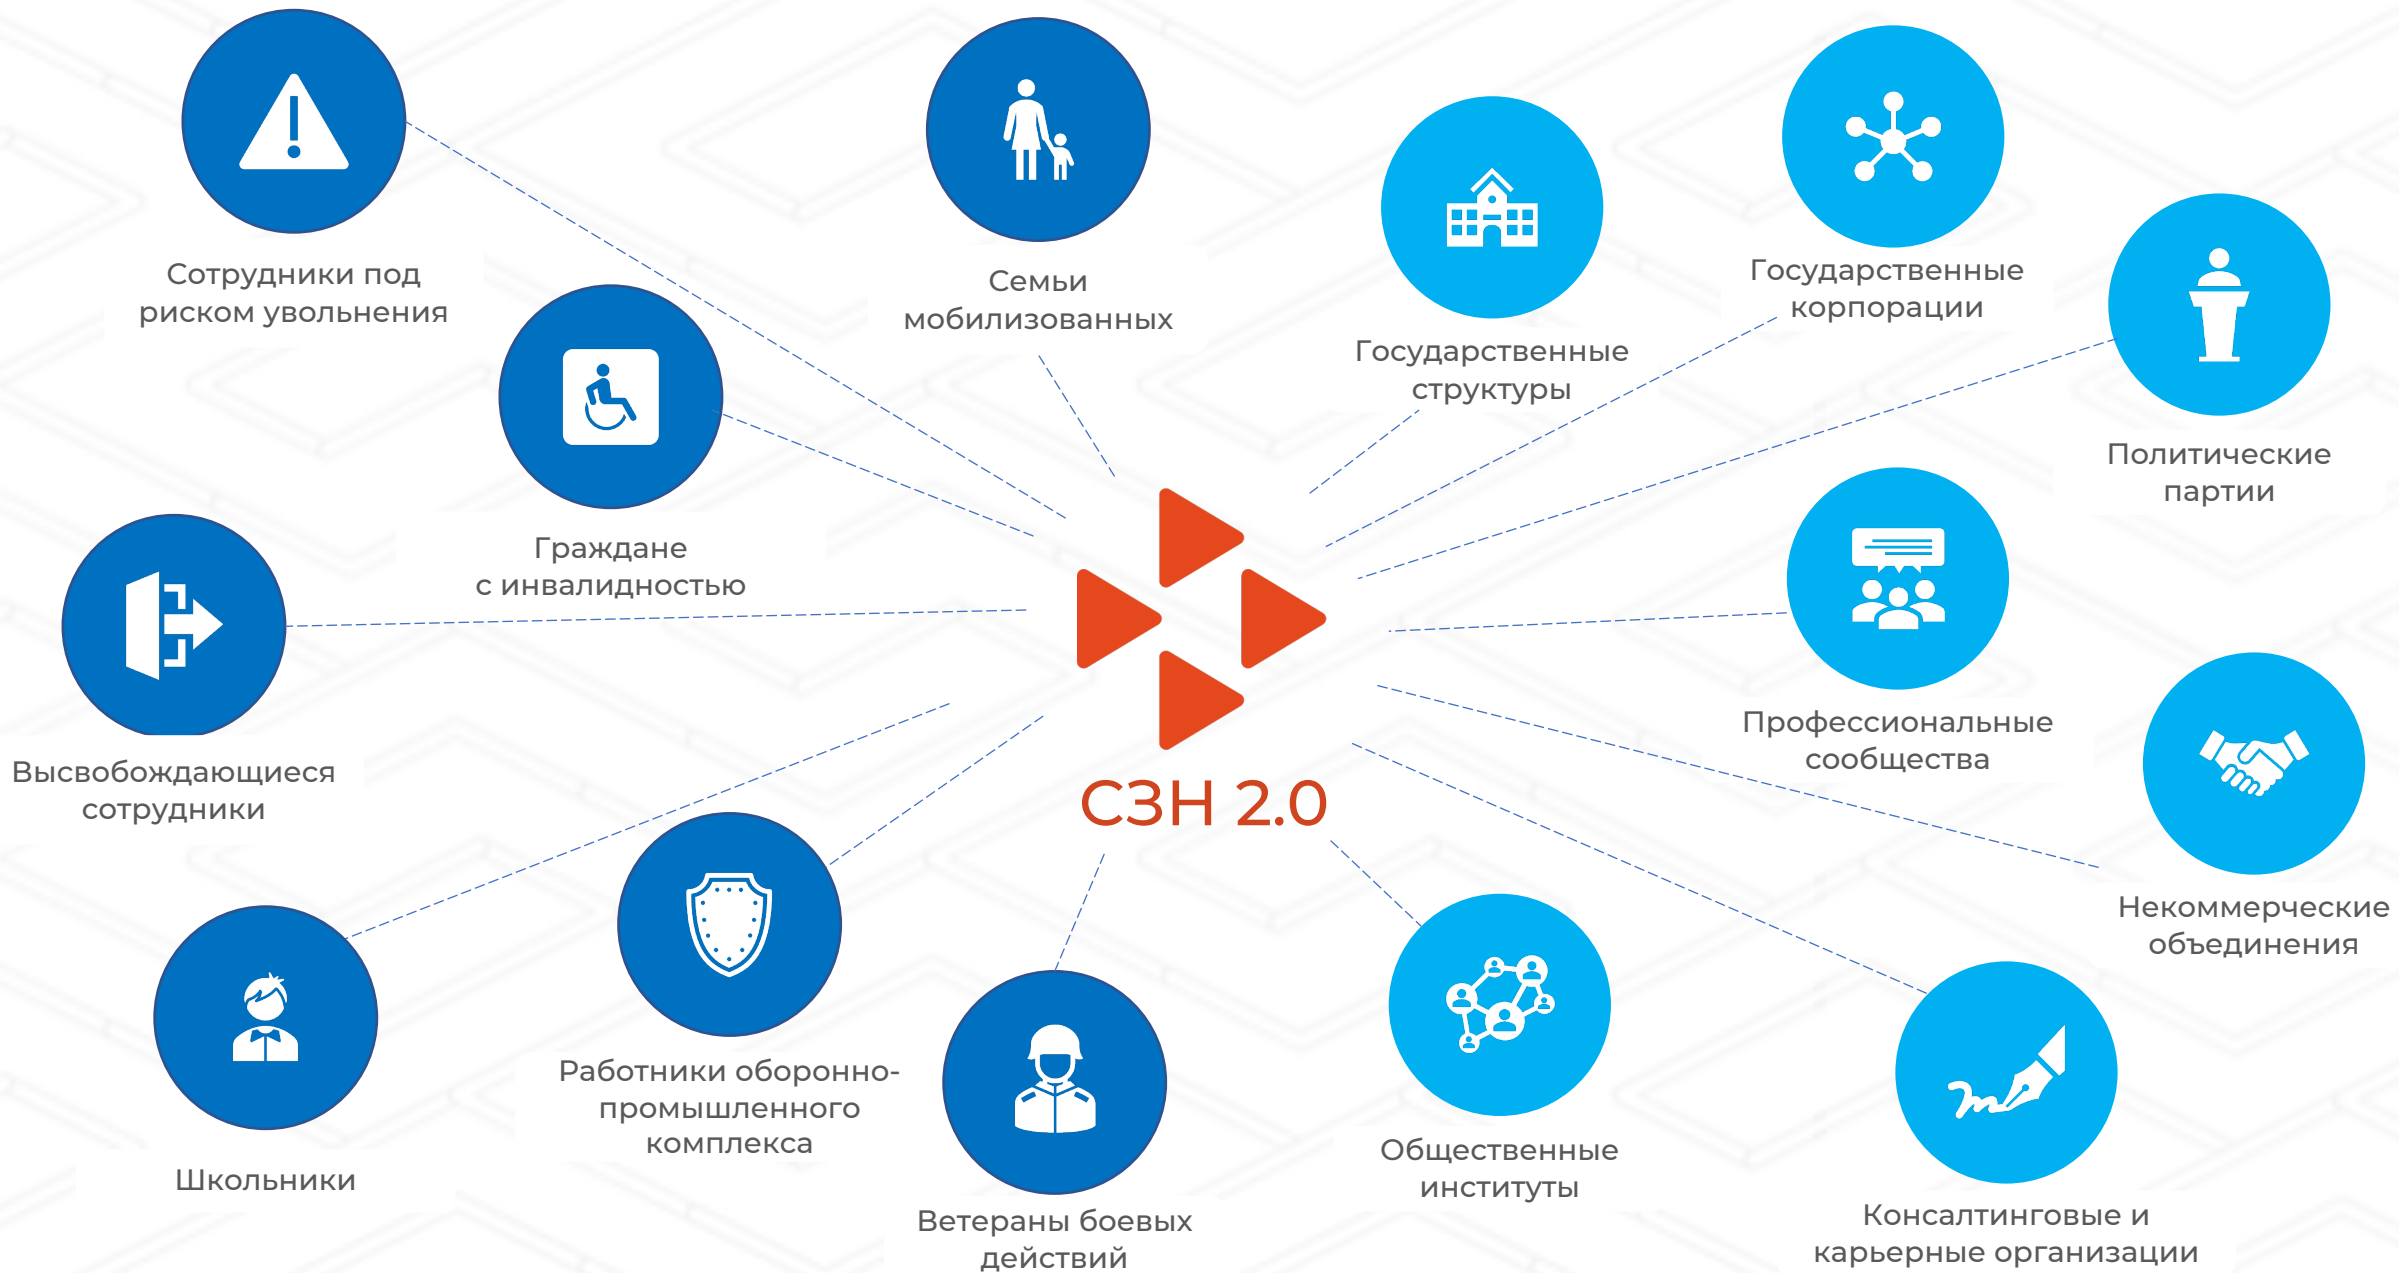 Сотрудники под
риском увольнения
Семьи
мобилизованных
Государственные
структуры
Государственные
корпорации
Политические
партии
Граждане
с инвалидностью
Высвобождающиеся
сотрудники
Профессиональные
сообщества
СЗН 2.0
Некоммерческие
объединения
Школьники
Работники оборонно-
промышленного
комплекса
Ветераны боевых
действий
Общественные
институты
Консалтинговые и
карьерные организации